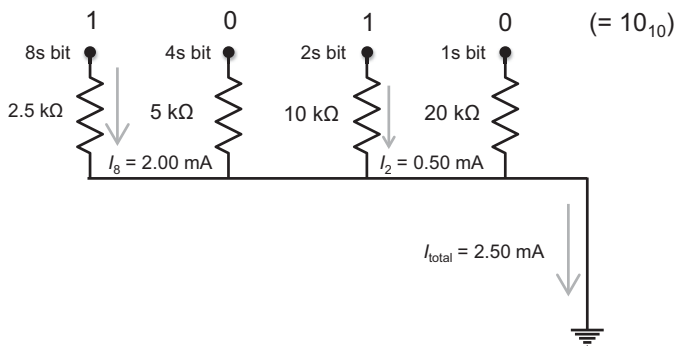 1 0 1 0 (= 10₁₀)
8s bit 4s bit 2s bit 1s bit
2.5 kΩ 5 kΩ 10 kΩ 20 kΩ
I₈ = 2.00 mA I₂ = 0.50 mA
Iₜₒₜₐₗ = 2.50 mA